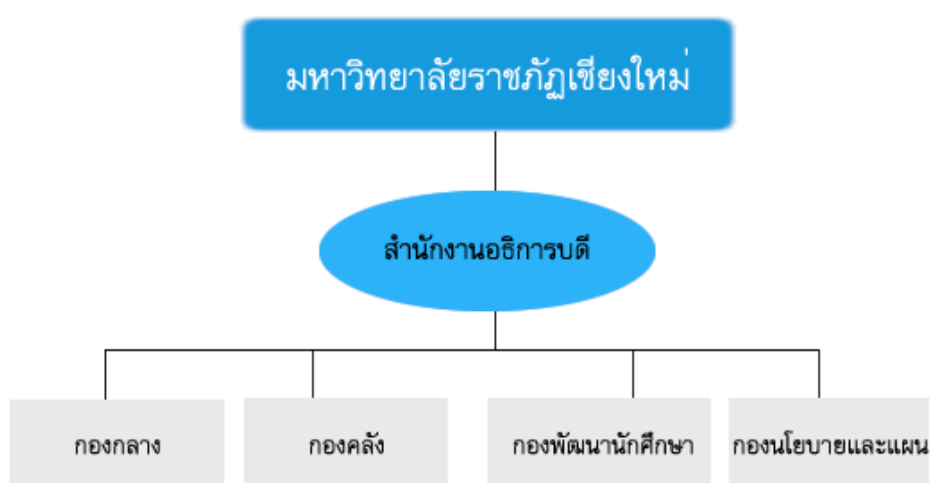 มหาวิทยาลัยราชภัฏเชียงใหม่
สำนักงานอธิการบดี
กองกลาง
กองคลัง
กองพัฒนานักศึกษา
กองนโยบายและแผน